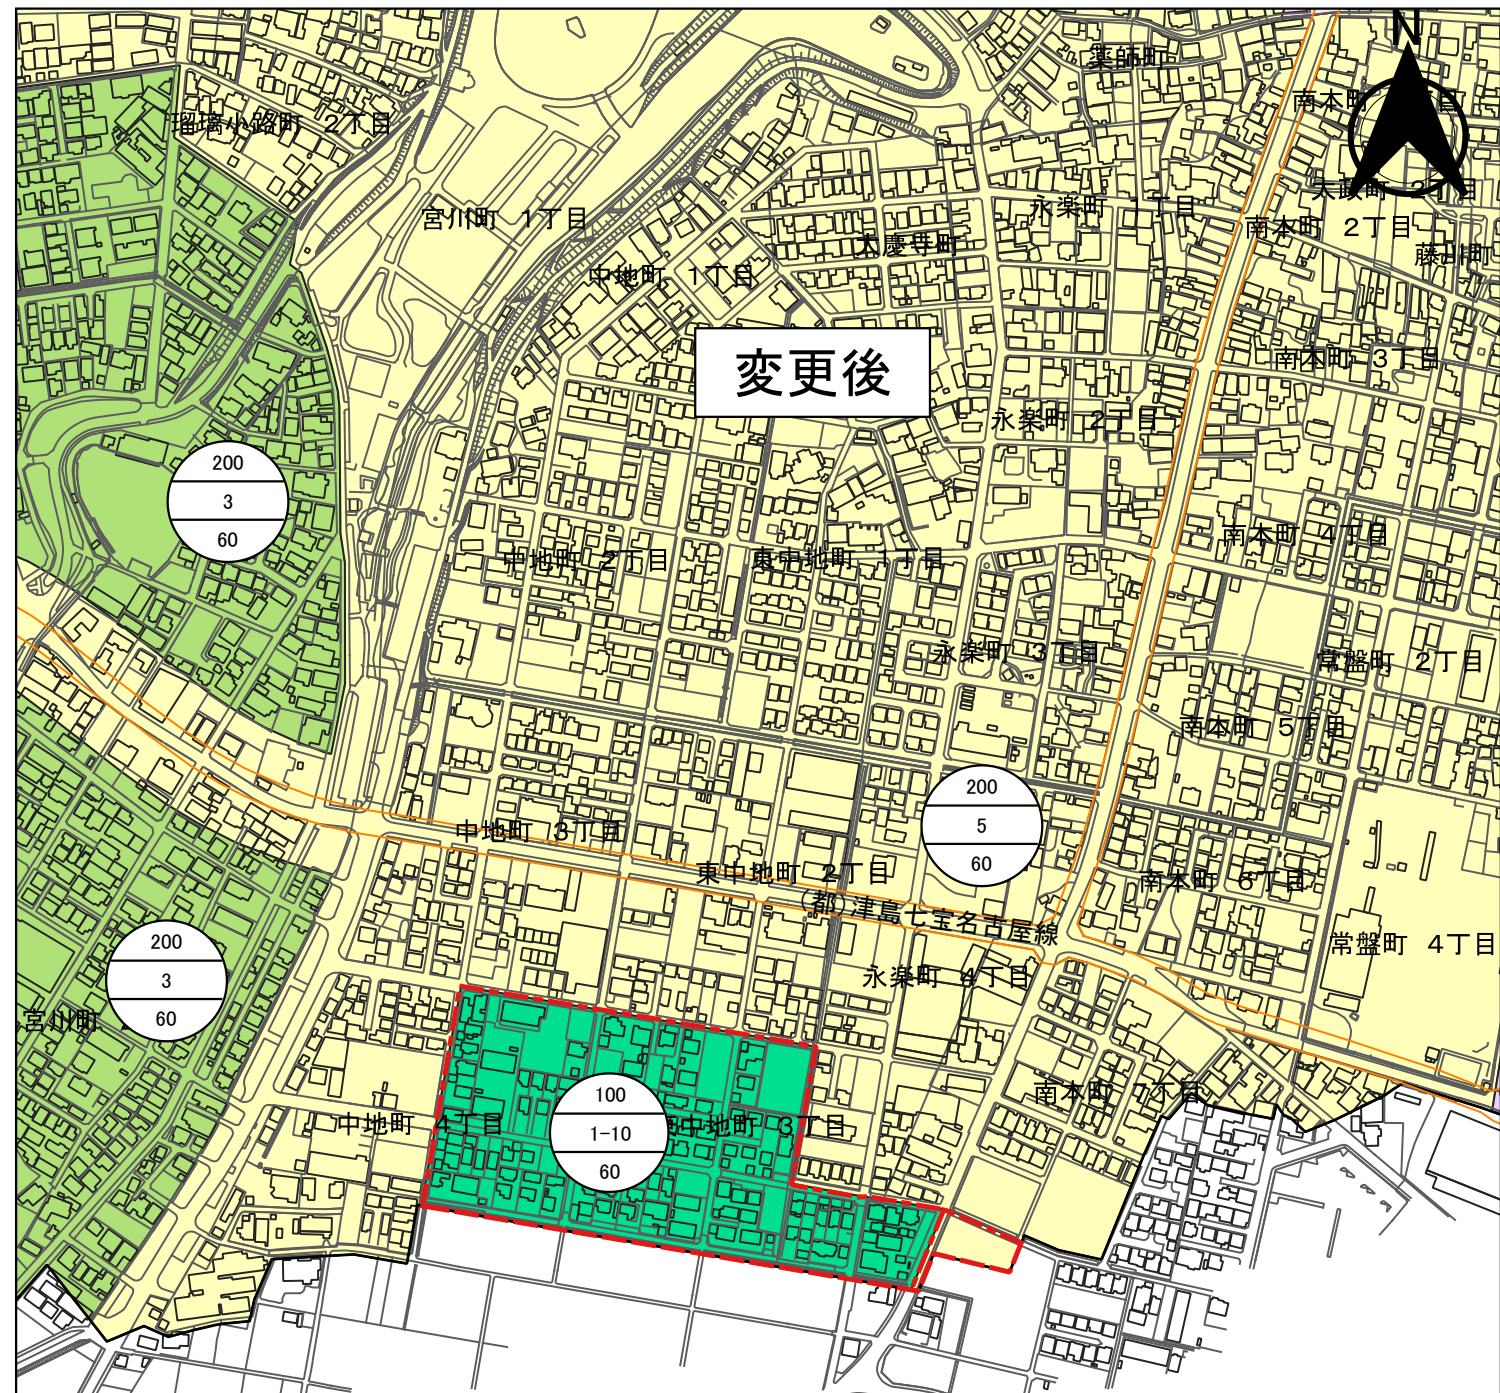 N
薬師町
南本町
目
瑠璃小路町 2丁目
大政町 2丁目
永楽町 1丁目
宮川町 1丁目
南本町 2丁目
太慶寺町
藤川町
中地町 1丁目
変更後
南本町 3丁目
永楽町 2丁目
200
3
60
南本町 4丁目
中地町 2丁目
東中地町 1丁目
永楽町 3丁目
常盤町 2丁目
南本町 5丁目
200
5
60
中地町 3丁目
東中地町 2丁目
南本町 6丁目
(都)津島七宝名古屋線
常盤町 4丁目
200
3
60
永楽町 4丁目
宮川町
南本町 7丁目
100
1-10
60
中地町 4丁目
中地町 3丁目